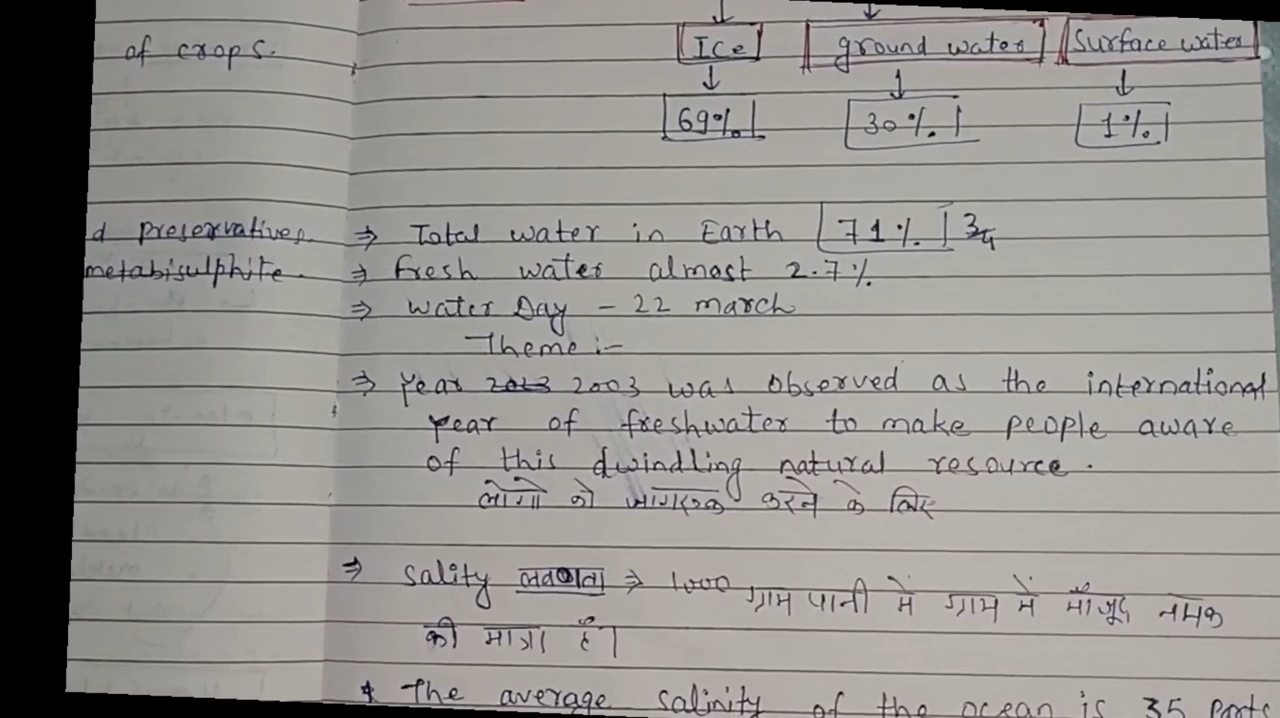 of crops.
Ice ground water Surface water
69% 30% 1%
d preservatives
metabisulphite.
⇒ Total water in Earth 71% 3/4
⇒ fresh water almost 2.7%
⇒ water Day - 22 march
Theme :-
⇒ Year 2013 2003 was observed as the international
year of freshwater to make people aware
of this dwindling natural resource.
लोगो को जागरूक करने के लिए
⇒ Sality लवणता ⇒ 1000 ग्राम पानी में ग्राम में मौजूद नमक
की मात्रा है।
* The average salinity of the ocean is 35 parts